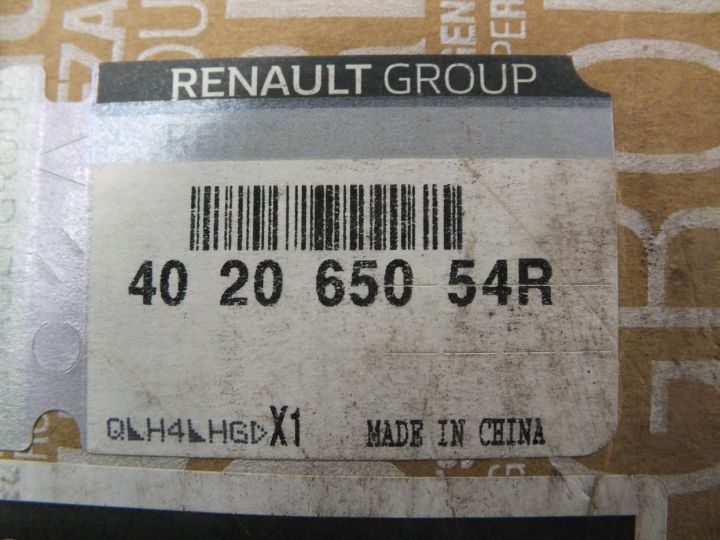 RENAULT GROUP
40 20 650 54R
X1
MADE IN CHINA